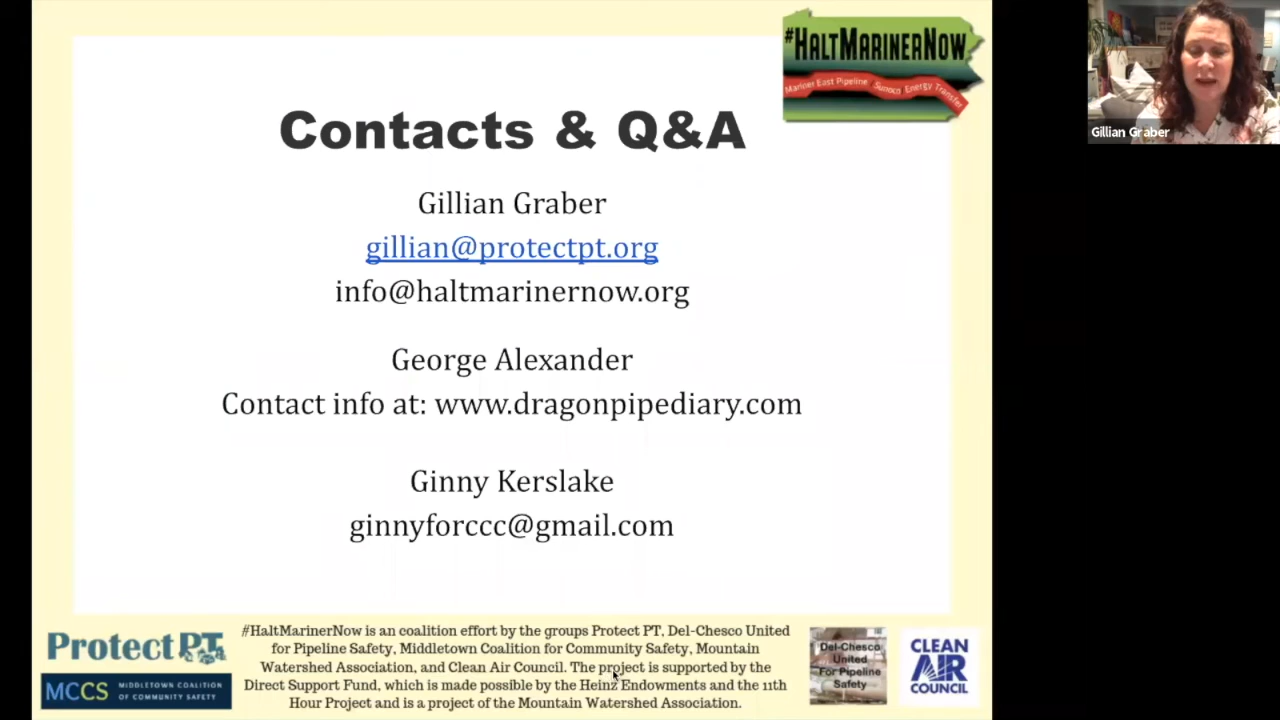 #HALTMARINERNOW
Mariner East Pipeline Sunoco Energy Transfer
Gillian Graber
Contacts & Q&A
Gillian Graber
gillian@protectpt.org
info@haltmarinernow.org
George Alexander
Contact info at: www.dragonpipediary.com
Ginny Kerslake
ginnyforccc@gmail.com
Protect PT
MCCS MIDDLETOWN COALITION
OF COMMUNITY SAFETY
#HaltMarinerNow is an coalition effort by the groups Protect PT, Del-Chesco United
for Pipeline Safety, Middletown Coalition for Community Safety, Mountain
Watershed Association, and Clean Air Council. The project is supported by the
Direct Support Fund, which is made possible by the Heinz Endowments and the 11th
Hour Project and is a project of the Mountain Watershed Association.
Del-Chesco
United
For Pipeline
Safety
CLEAN
AIR
COUNCIL